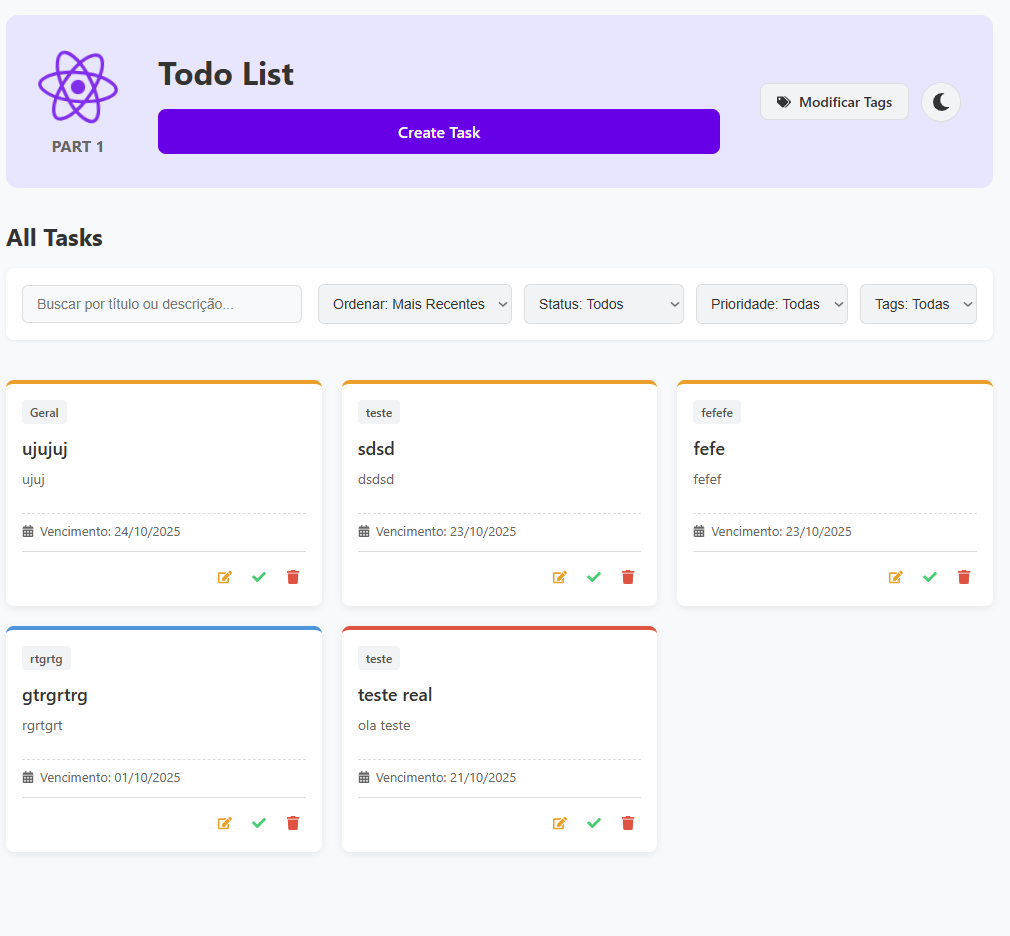 Todo List
Create Task
PART 1
Modificar Tags
All Tasks
Buscar por título ou descrição...
Ordenar: Mais Recentes
Status: Todos
Prioridade: Todas
Tags: Todas
Geral
ujujuj
ujuj
Vencimento: 24/10/2025
teste
sdsd
dsdsd
Vencimento: 23/10/2025
fefefe
fefe
fefef
Vencimento: 23/10/2025
rtgrtg
gtrgrtrg
rgrtgrt
Vencimento: 01/10/2025
teste
teste real
ola teste
Vencimento: 21/10/2025